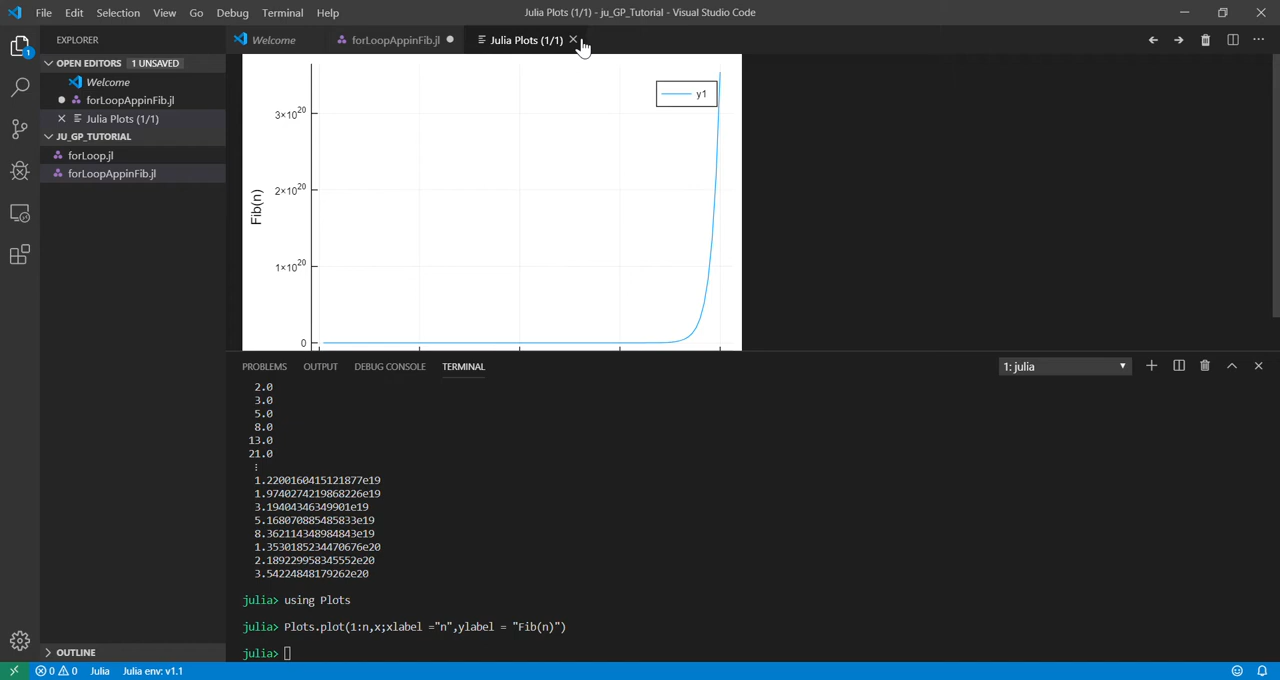 File Edit Selection View Go Debug Terminal Help
Julia Plots (1/1) - ju_GP_Tutorial - Visual Studio Code
EXPLORER
Welcome
forLoopAppinFib.jl
Julia Plots (1/1)
OPEN EDITORS 1 UNSAVED
1
Welcome
forLoopAppinFib.jl
Julia Plots (1/1)
JU_GP_TUTORIAL
forLoop.jl
forLoopAppinFib.jl
OUTLINE
y1
3×10^20
2×10^20
1×10^20
0
Fib(n)
PROBLEMS OUTPUT DEBUG CONSOLE TERMINAL
1: julia
2.0
3.0
5.0
8.0
13.0
21.0
⋮
1.2200160415121877e19
1.9740274219868226e19
3.19404346349901e19
5.168070885485833e19
8.362114348984843e19
1.3530185234470676e20
2.189229958345552e20
3.54224848179262e20
julia> using Plots
julia> Plots.plot(1:n,x;xlabel ="n",ylabel = "Fib(n)")
julia>
0 0 Julia Julia env: v1.1